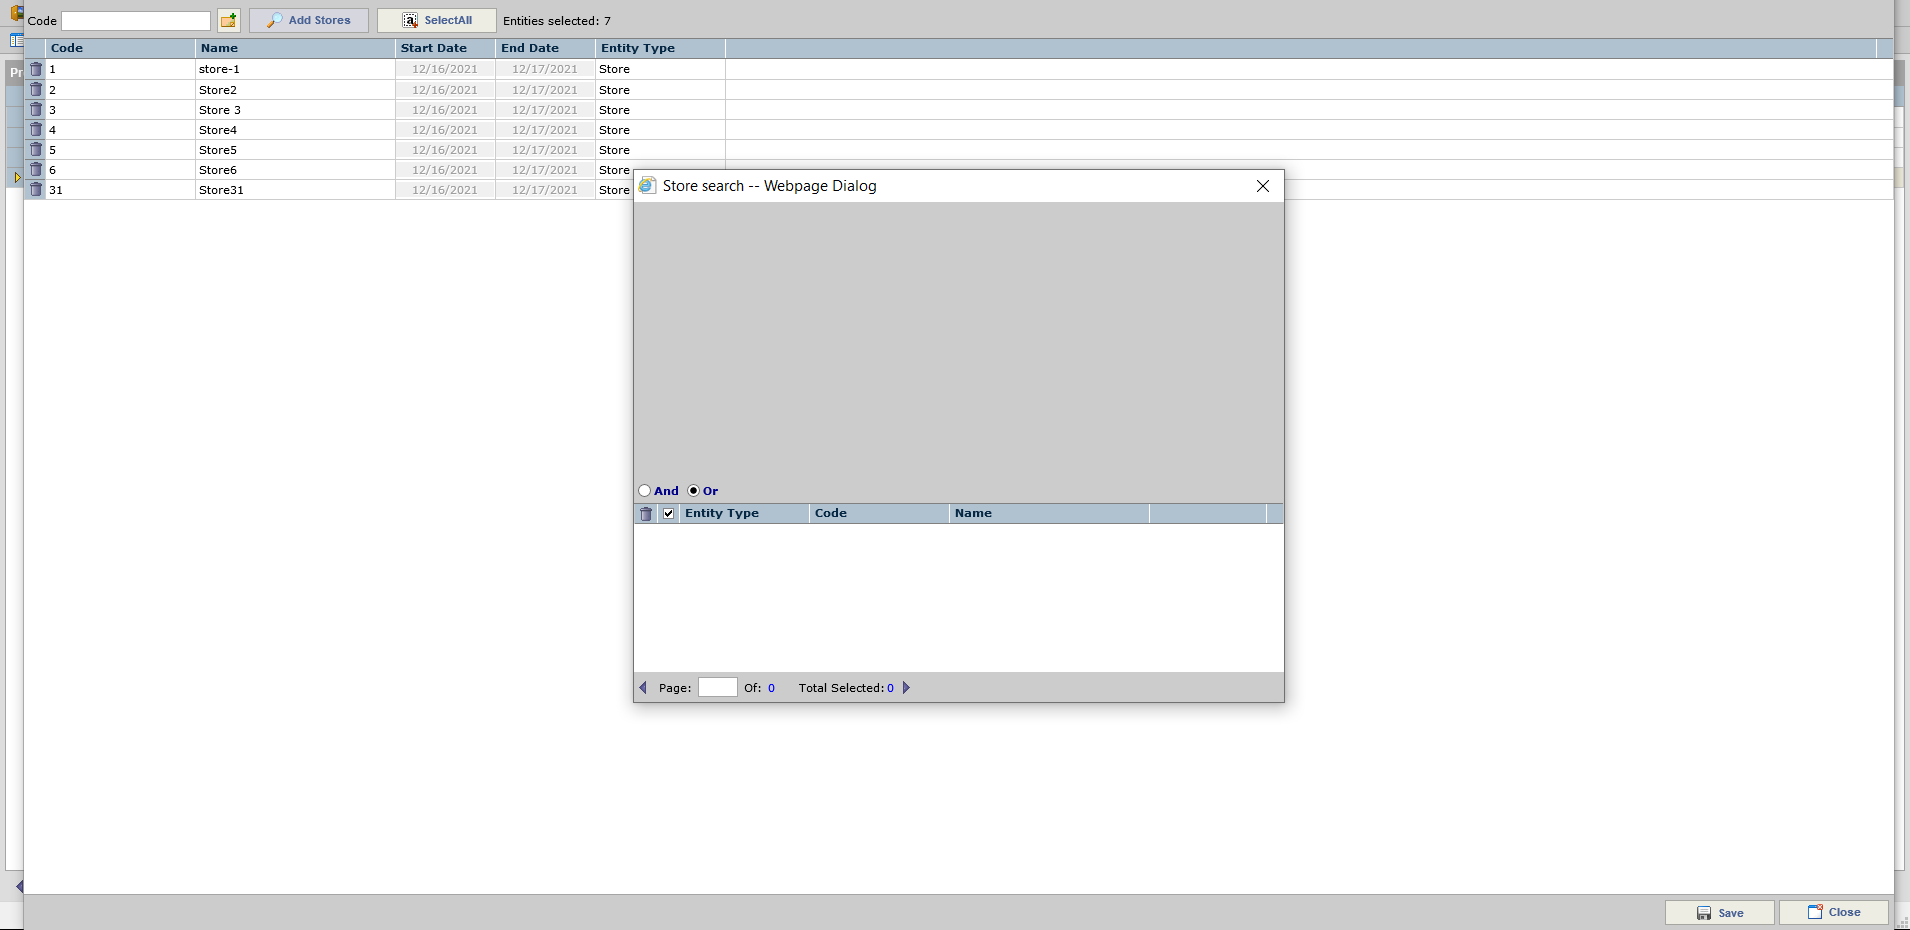 Code Add Stores SelectAll Entities selected: 7
Code Name Start Date End Date Entity Type
Pr
1 store-1 12/16/2021 12/17/2021 Store
2 Store2 12/16/2021 12/17/2021 Store
3 Store 3 12/16/2021 12/17/2021 Store
4 Store4 12/16/2021 12/17/2021 Store
5 Store5 12/16/2021 12/17/2021 Store
6 Store6 12/16/2021 12/17/2021 Store
31 Store31 12/16/2021 12/17/2021 Store
Store search -- Webpage Dialog
And Or
Entity Type Code Name
Page: Of: 0 Total Selected: 0
Save Close